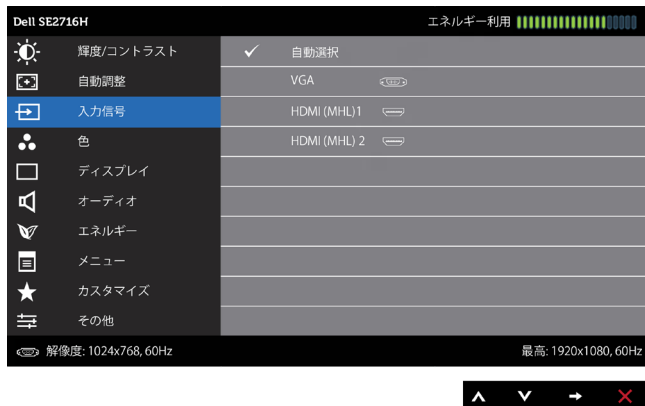 Dell SE2716H エネルギー利用
輝度/コントラスト 自動選択
自動調整 VGA
入力信号 HDMI (MHL)1
色 HDMI (MHL) 2
ディスプレイ
オーディオ
エネルギー
メニュー
カスタマイズ
その他
解像度: 1024x768, 60Hz 最高: 1920x1080, 60Hz